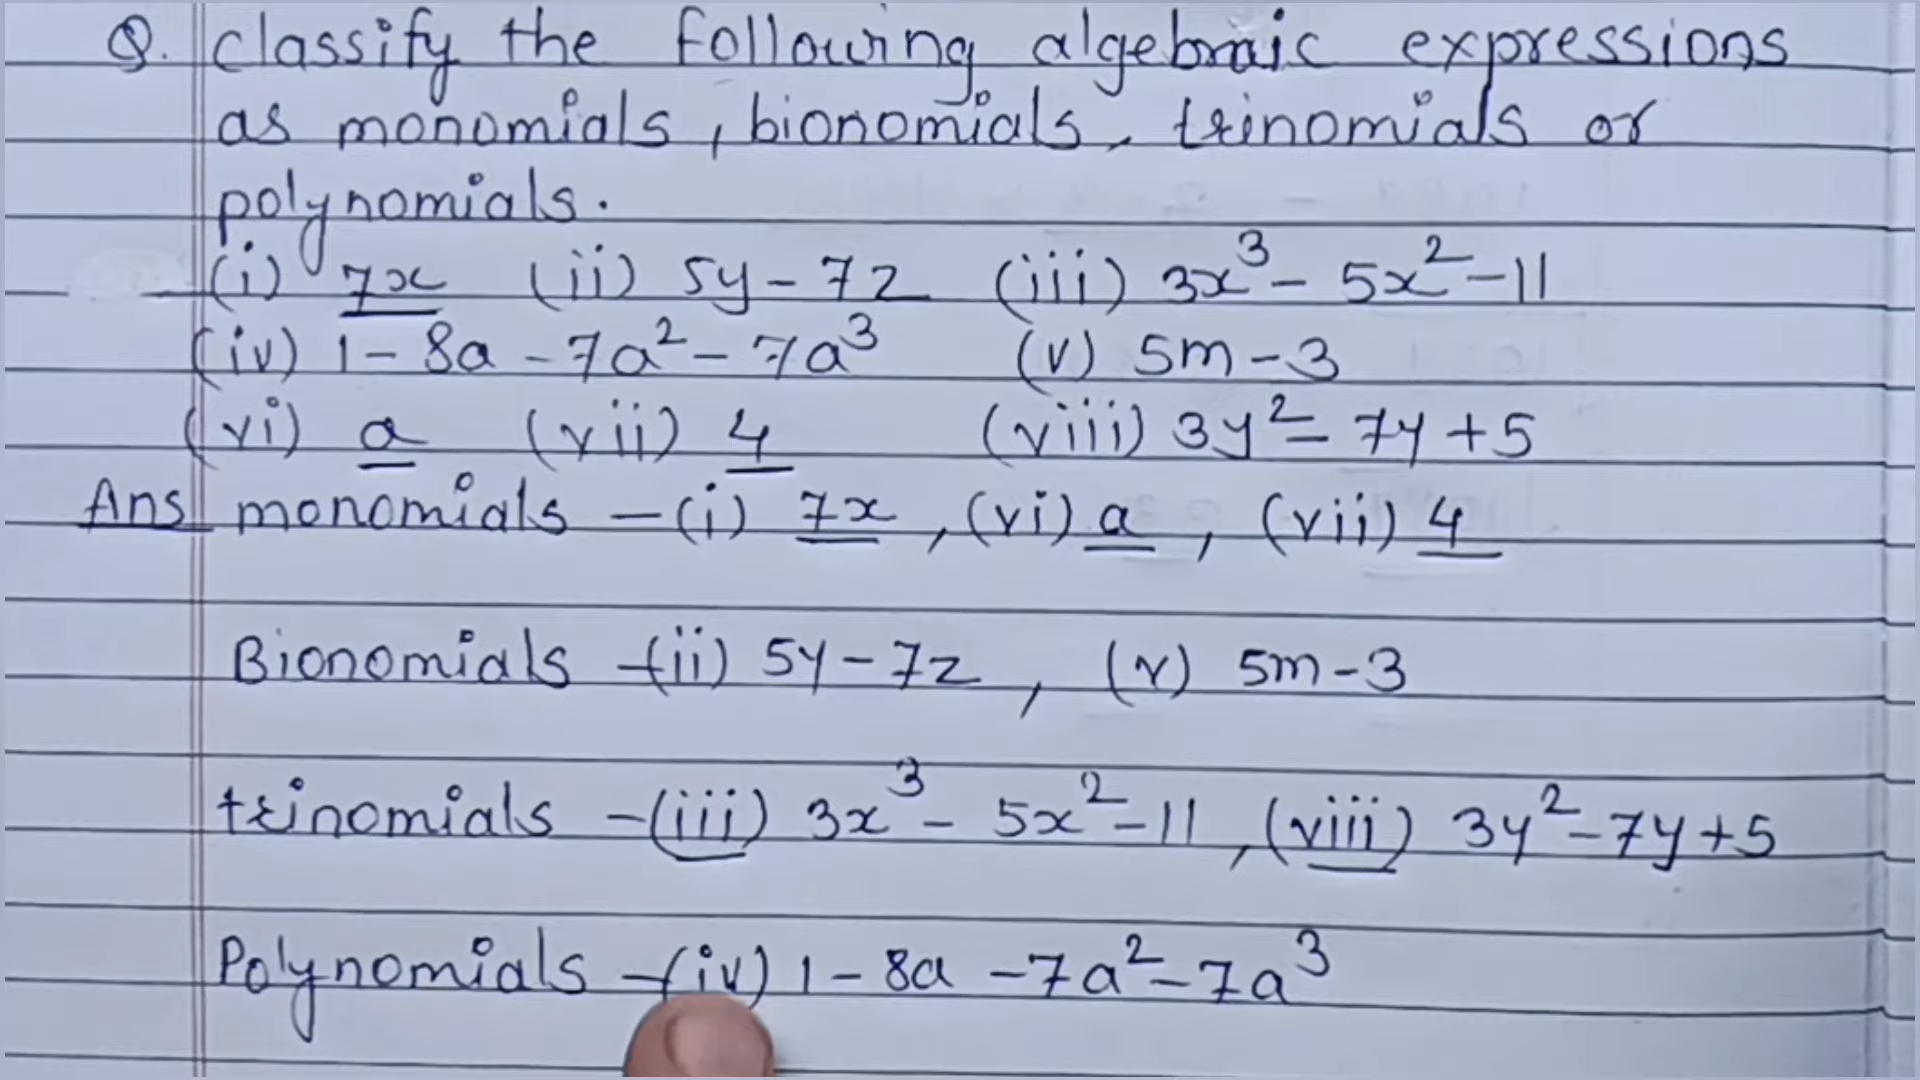 Q. classify the following algebraic expressions
as monomials, bionomials, trinomials or
polynomials.
(i) 7x (ii) 5y - 7z (iii) 3x³ - 5x² - 11
(iv) 1 - 8a - 7a² - 7a³ (v) 5m - 3
(vi) a (vii) 4 (viii) 3y² - 7y + 5
Ans monomials - (i) 7x, (vi) a, (vii) 4
Bionomials - (ii) 5y - 7z, (v) 5m - 3
trinomials - (iii) 3x³ - 5x² - 11, (viii) 3y² - 7y + 5
Polynomials - (iv) 1 - 8a - 7a² - 7a³